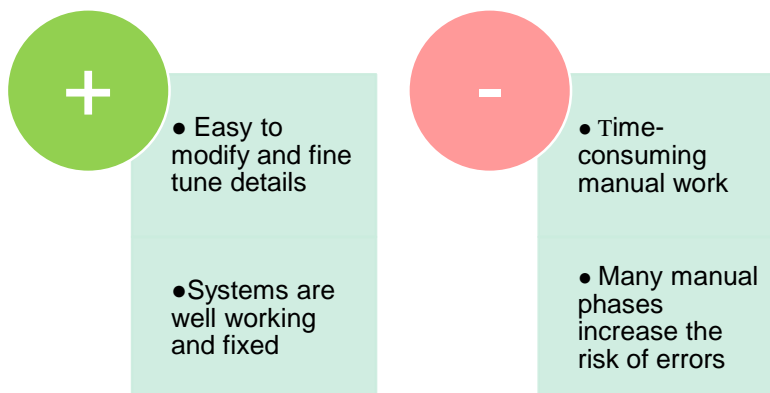 +
● Easy to
modify and fine
tune details
●Systems are
well working
and fixed
-
● Time-
consuming
manual work
● Many manual
phases
increase the
risk of errors